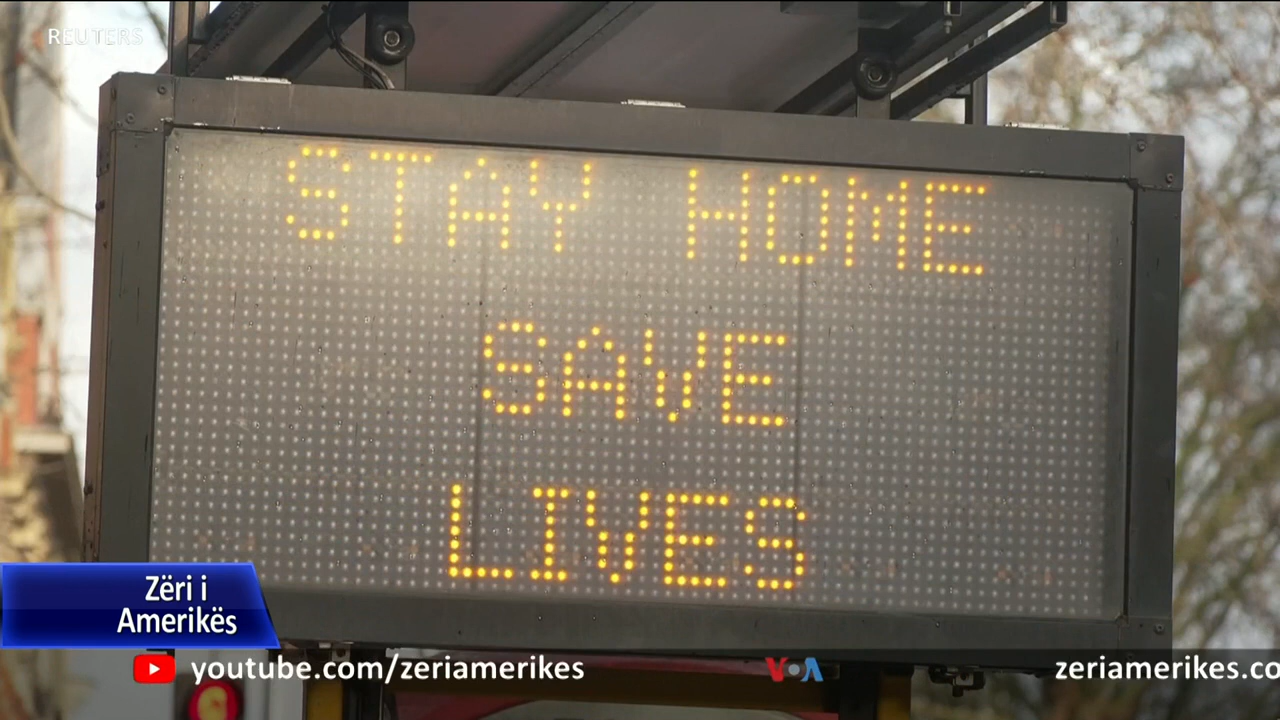 REUTERS
STAY HOME
SAVE
LIVES
Zëri i
Amerikës
youtube.com/zeriamerikes
VOA
zeriamerikes.co